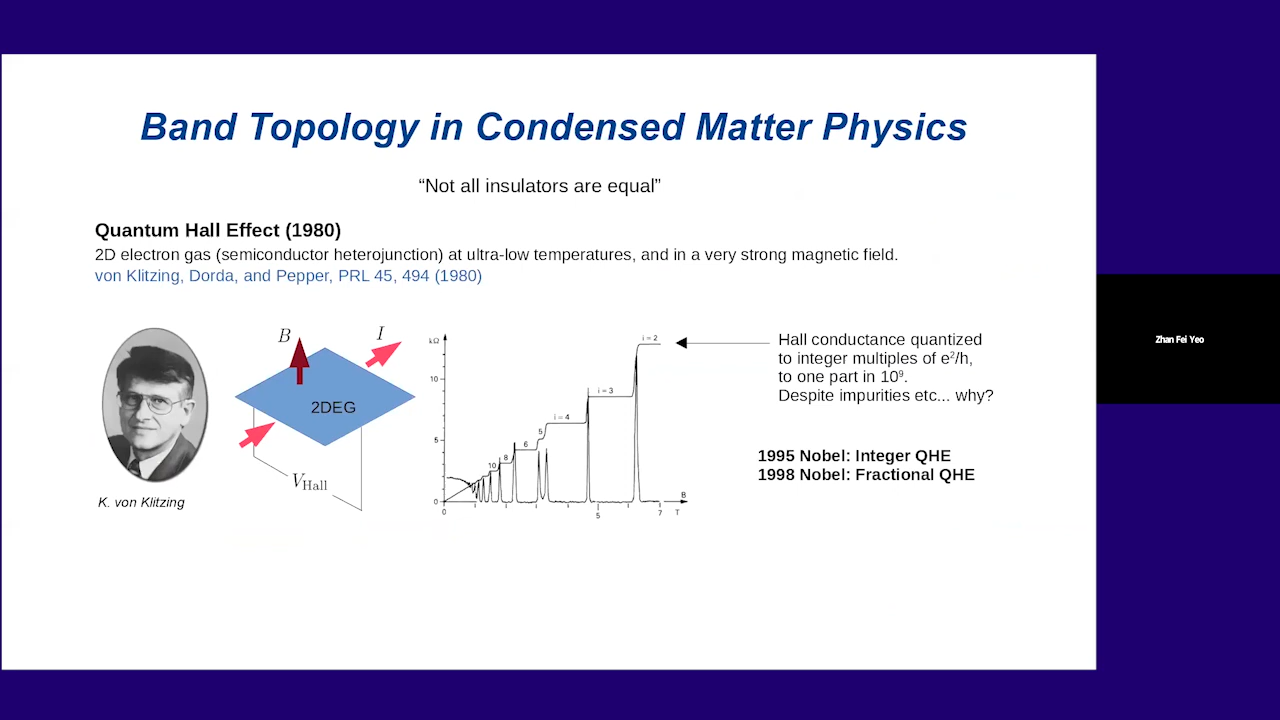 Band Topology in Condensed Matter Physics
“Not all insulators are equal”
Quantum Hall Effect (1980)
2D electron gas (semiconductor heterojunction) at ultra-low temperatures, and in a very strong magnetic field.
von Klitzing, Dorda, and Pepper, PRL 45, 494 (1980)
K. von Klitzing
B
I
2DEG
V_Hall
kΩ
10
5
0
0
5
7
B
T
10
8
6
5
i = 4
i = 3
i = 2
Hall conductance quantized
to integer multiples of e²/h,
to one part in 10⁹.
Despite impurities etc... why?
1995 Nobel: Integer QHE
1998 Nobel: Fractional QHE
Zhan Fei Yeo